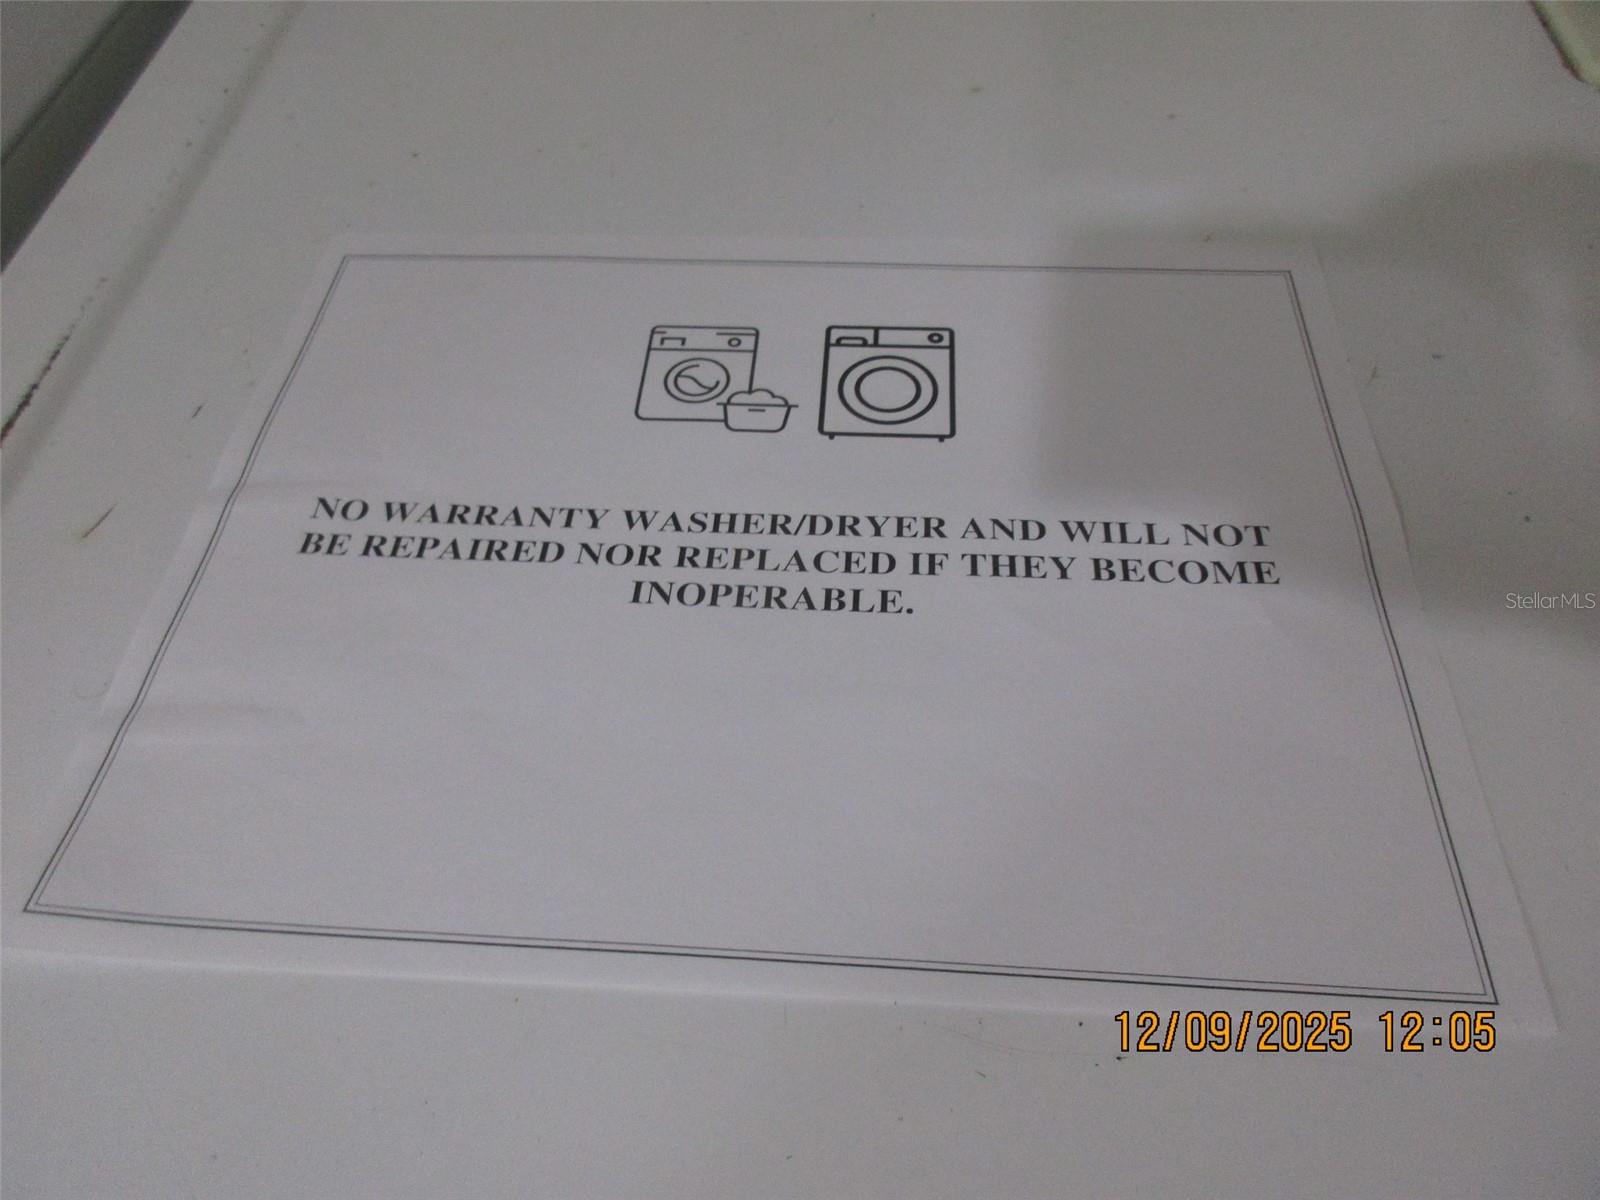 NO WARRANTY WASHER/DRYER AND WILL NOT
BE REPAIRED NOR REPLACED IF THEY BECOME
INOPERABLE.
StellarMLS
12/09/2025 12:05